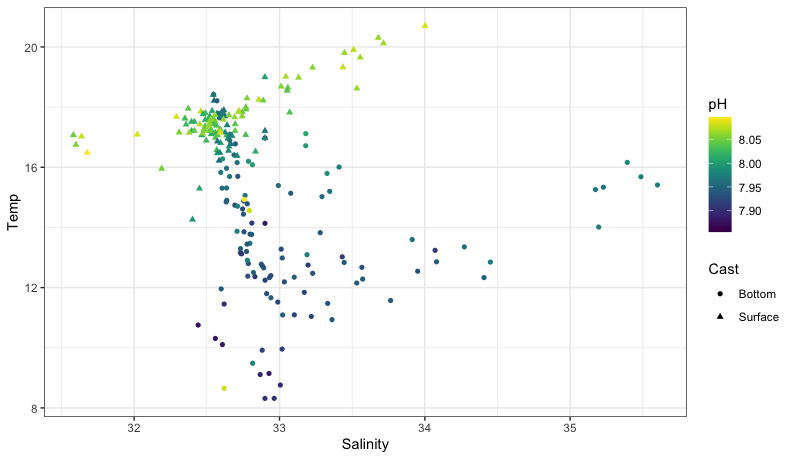 20
16
12
8
32
33
34
35
Temp
Salinity
pH
8.05
8.00
7.95
7.90
Cast
Bottom
Surface